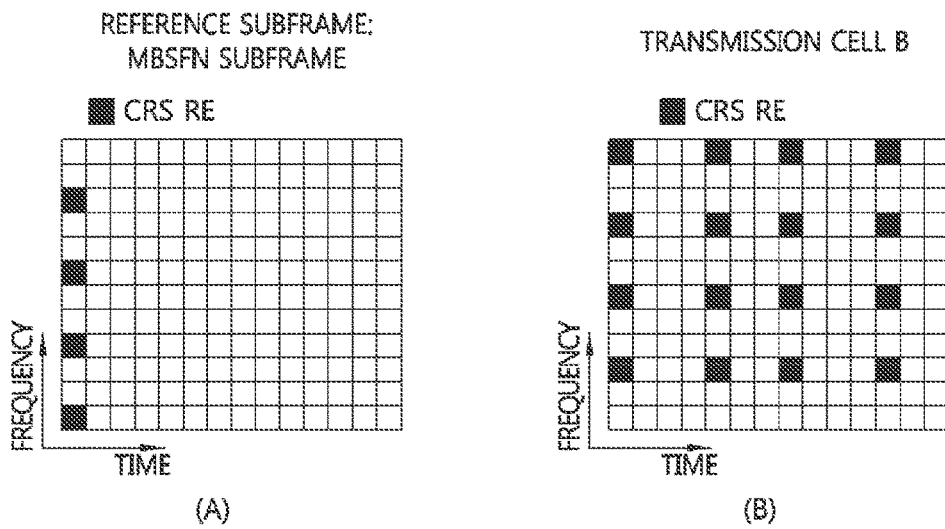 REFERENCE SUBFRAME:
MBSFN SUBFRAME
CRS RE
FREQUENCY
TIME
(A)
TRANSMISSION CELL B
CRS RE
FREQUENCY
TIME
(B)